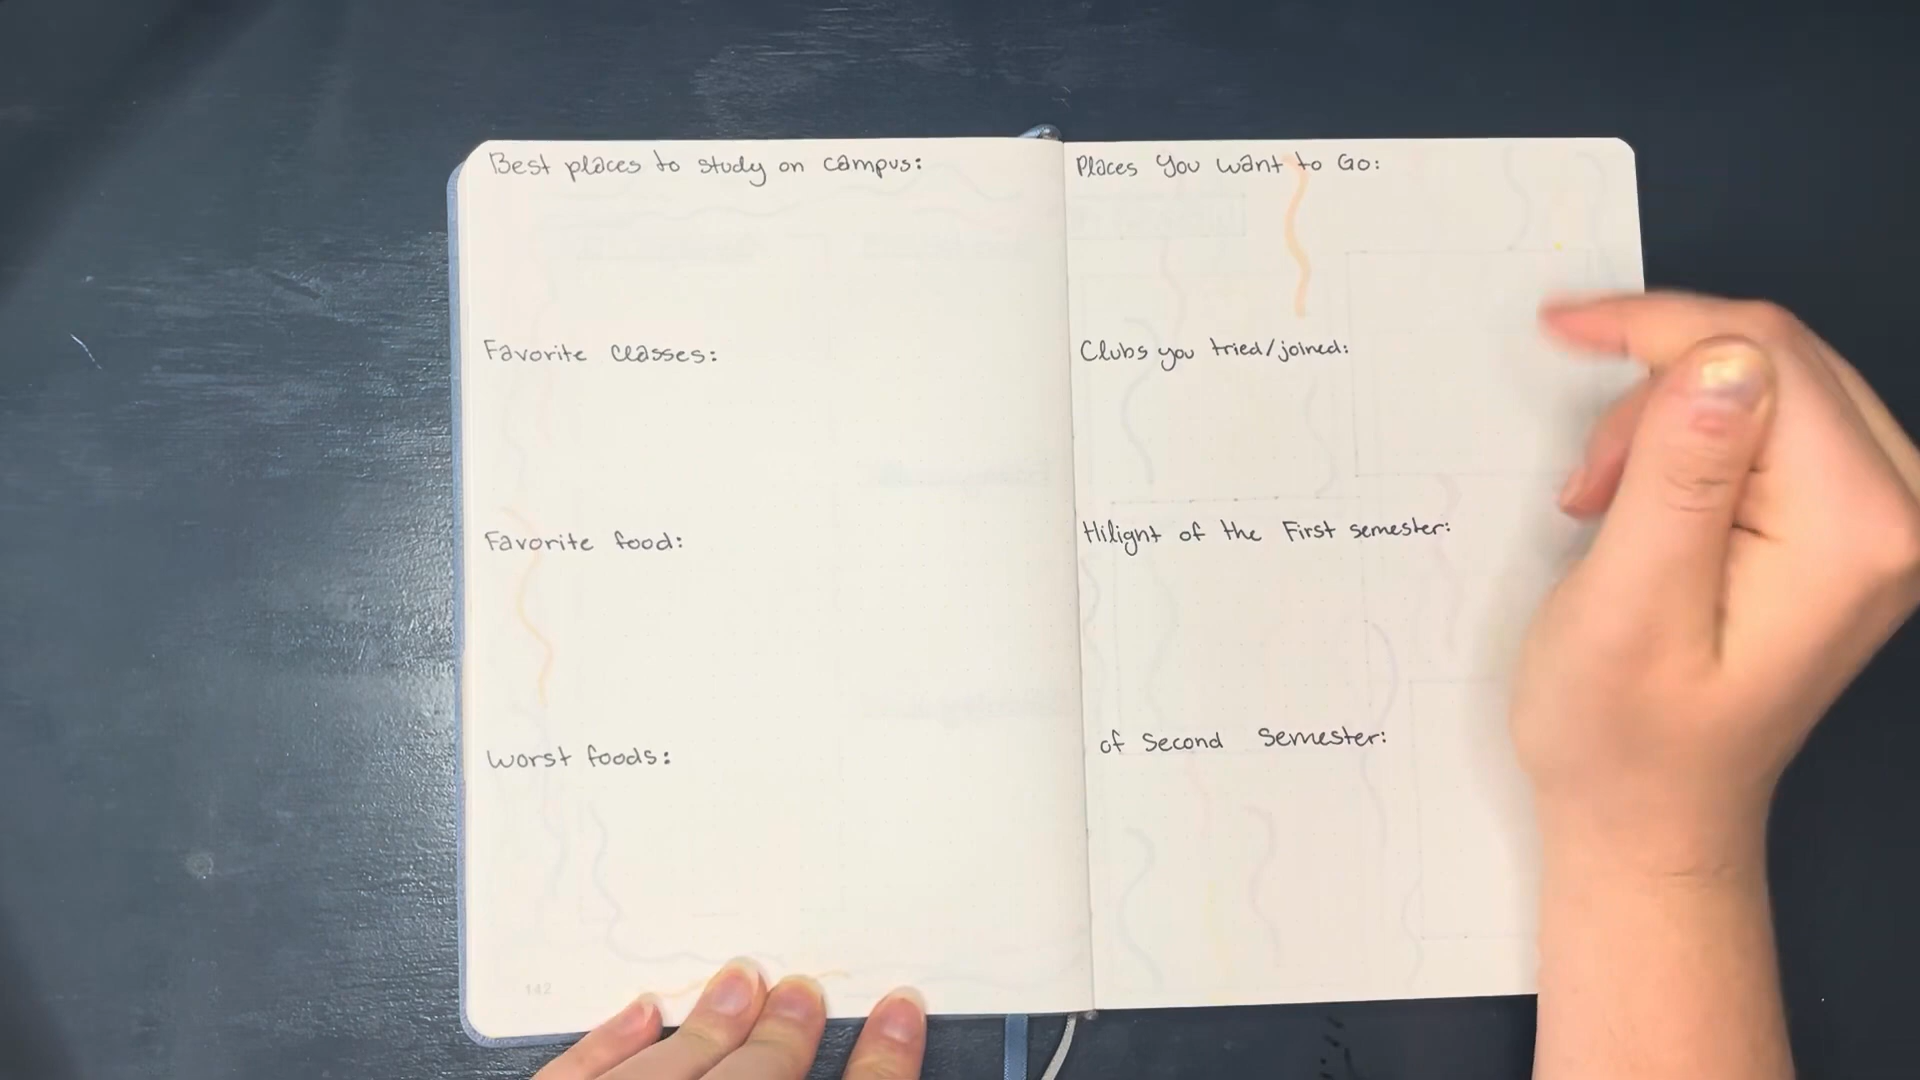 Best places to study on campus:
Favorite classes:
Favorite food:
Worst foods:
142
Places You want to Go:
Clubs you tried/joined:
Hilight of the First semester:
of Second Semester: